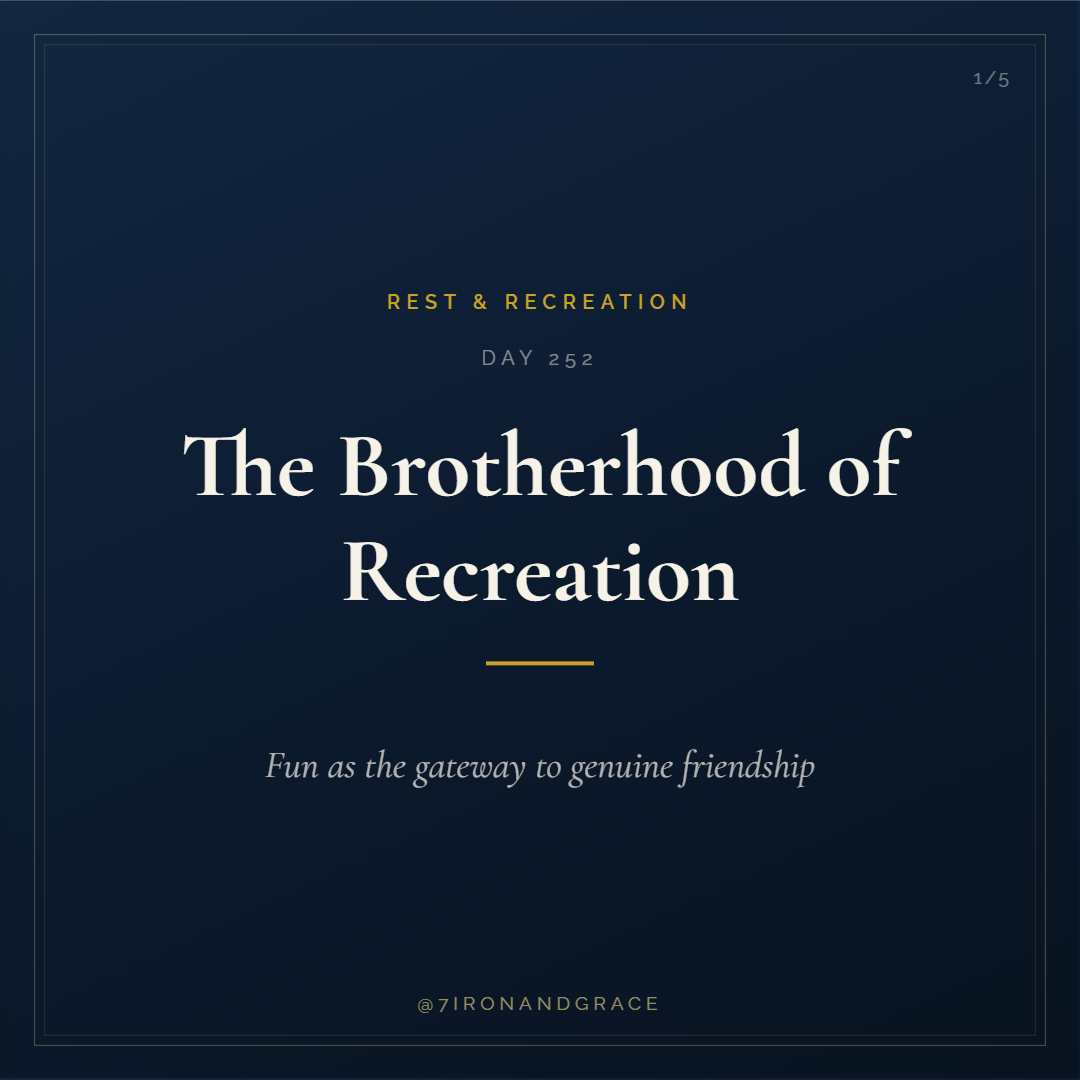 1/5
REST & RECREATION
DAY 252
The Brotherhood of
Recreation
Fun as the gateway to genuine friendship
@7IRONANDGRACE